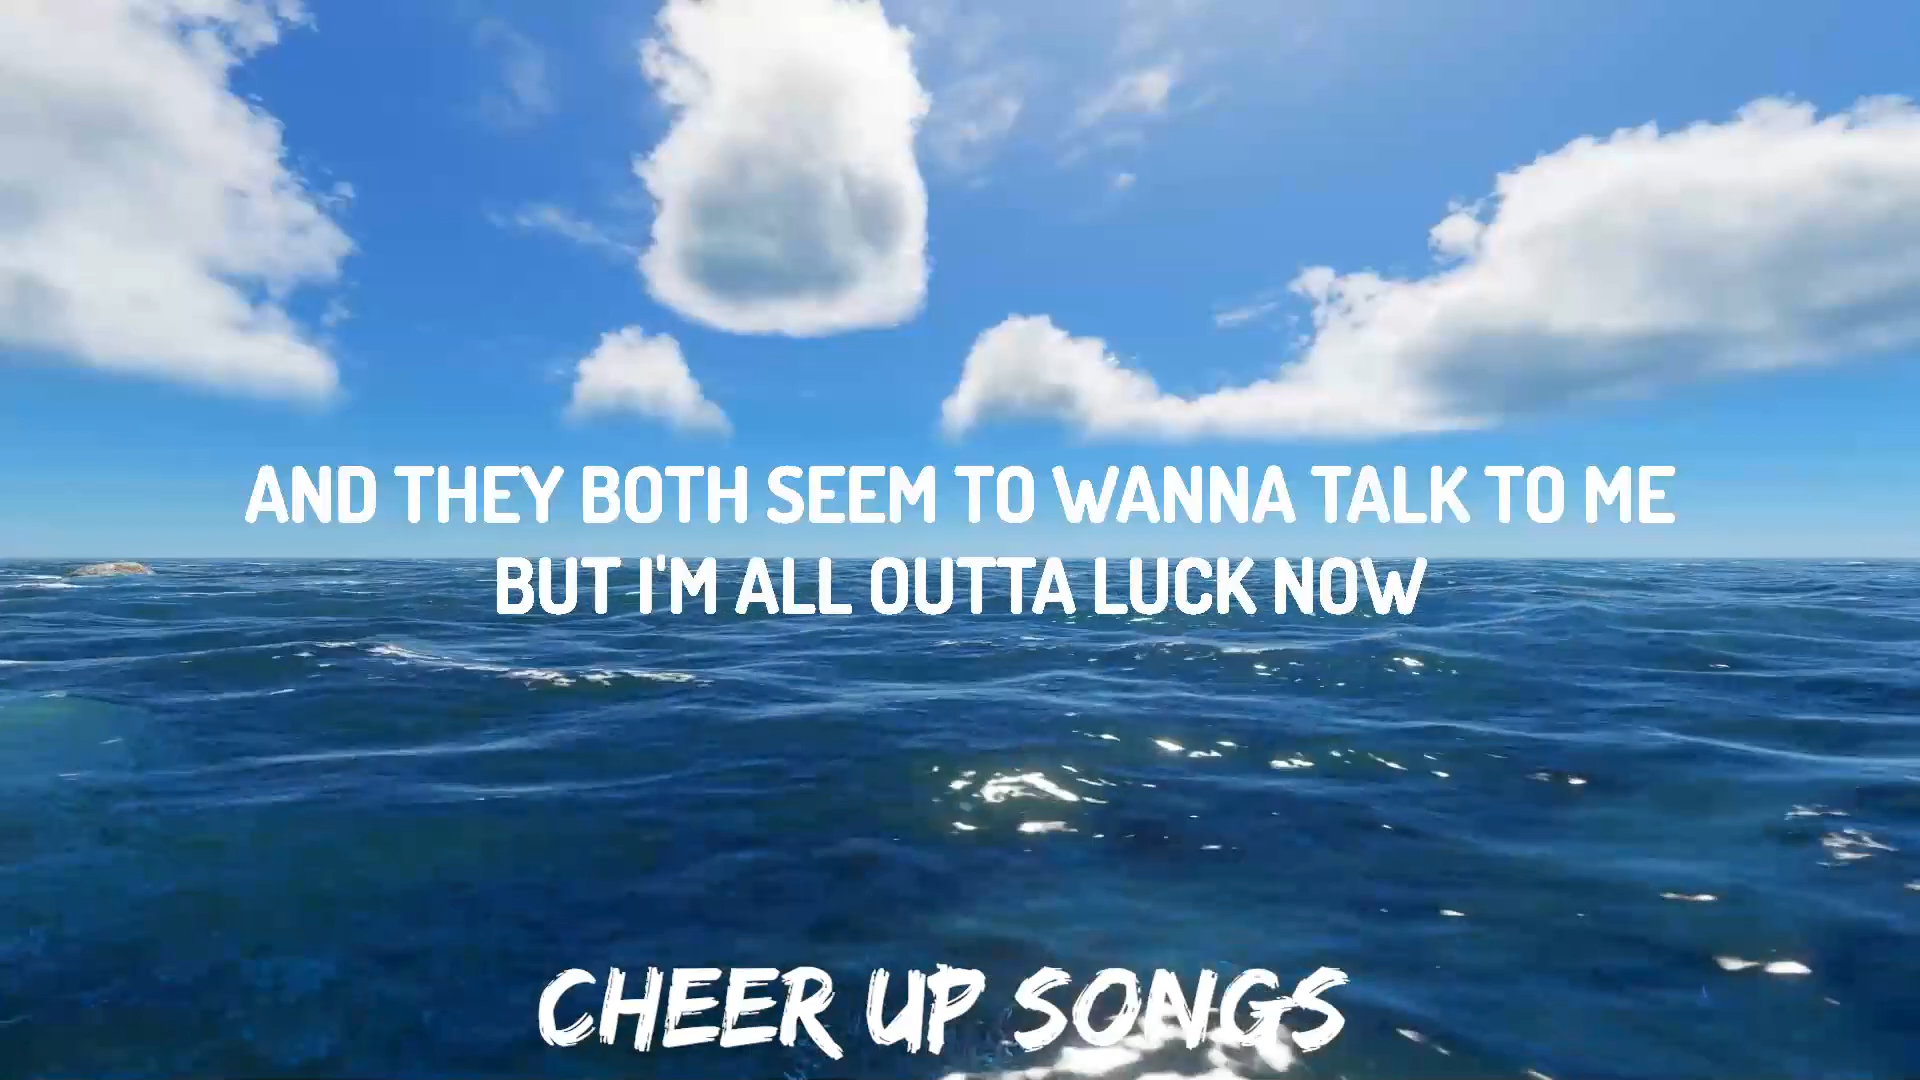 AND THEY BOTH SEEM TO WANNA TALK TO ME
BUT I'M ALL OUTTA LUCK NOW
CHEER UP SONGS